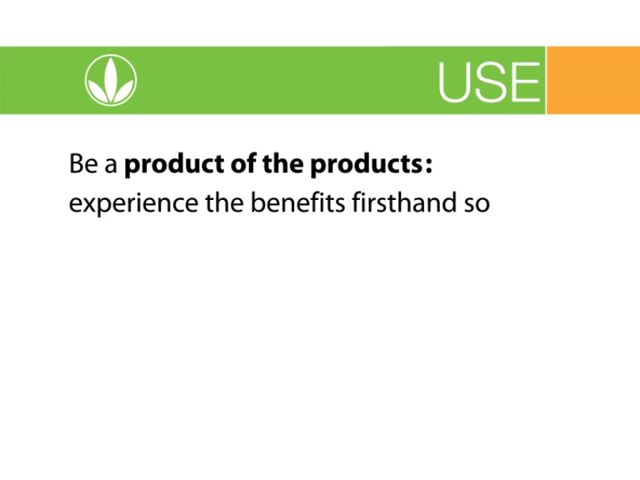 USE
Be a product of the products:
experience the benefits firsthand so